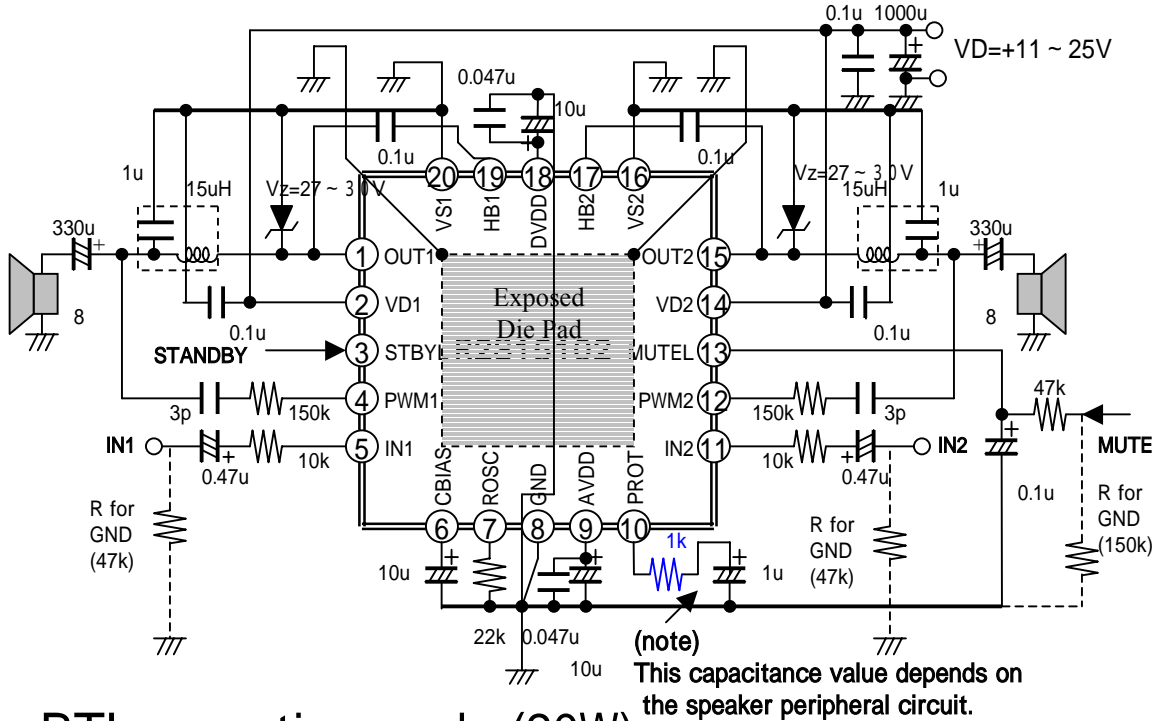 0.1u 1000u
VD=+11 ~ 25V
0.047u
10u
0.1u
0.1u
1u
15uH
Vz=27 ~ 3.0V
Vz=27 ~ 3.0V
15uH
1u
20 19 18 17 16
VS1
HB1
DVDD
HB2
VS2
330u
330u
1 OUT1
OUT2 15
8
2 VD1
VD2 14
8
0.1u
0.1u
Exposed
Die Pad
STANDBY
3 STBYL
MUTEL 13
3p
150k
4 PWM1
PWM2 12
150k
3p
47k
MUTE
IN1
0.47u
10k
5 IN1
IN2 11
10k
0.47u
IN2
0.1u
CBIAS
ROSC
GND
AVDD
PROT
6 7 8 9 10
R for
GND
(47k)
R for
GND
(47k)
R for
GND
(150k)
10u
1k
1u
22k
0.047u
10u
(note)
This capacitance value depends on
the speaker peripheral circuit.